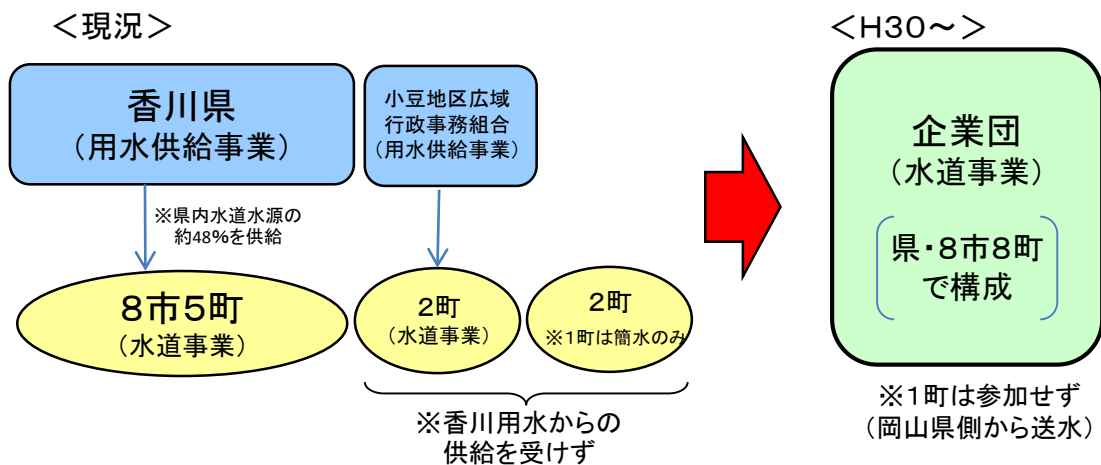 ＜現況＞
香川県
（用水供給事業）
小豆地区広域
行政事務組合
（用水供給事業）
※県内水道水源の
約48%を供給
8市5町
（水道事業）
2町
（水道事業）
2町
※1町は簡水のみ
※香川用水からの
供給を受けず
＜H30～＞
企業団
（水道事業）
県・8市8町
で構成
※1町は参加せず
（岡山県側から送水）